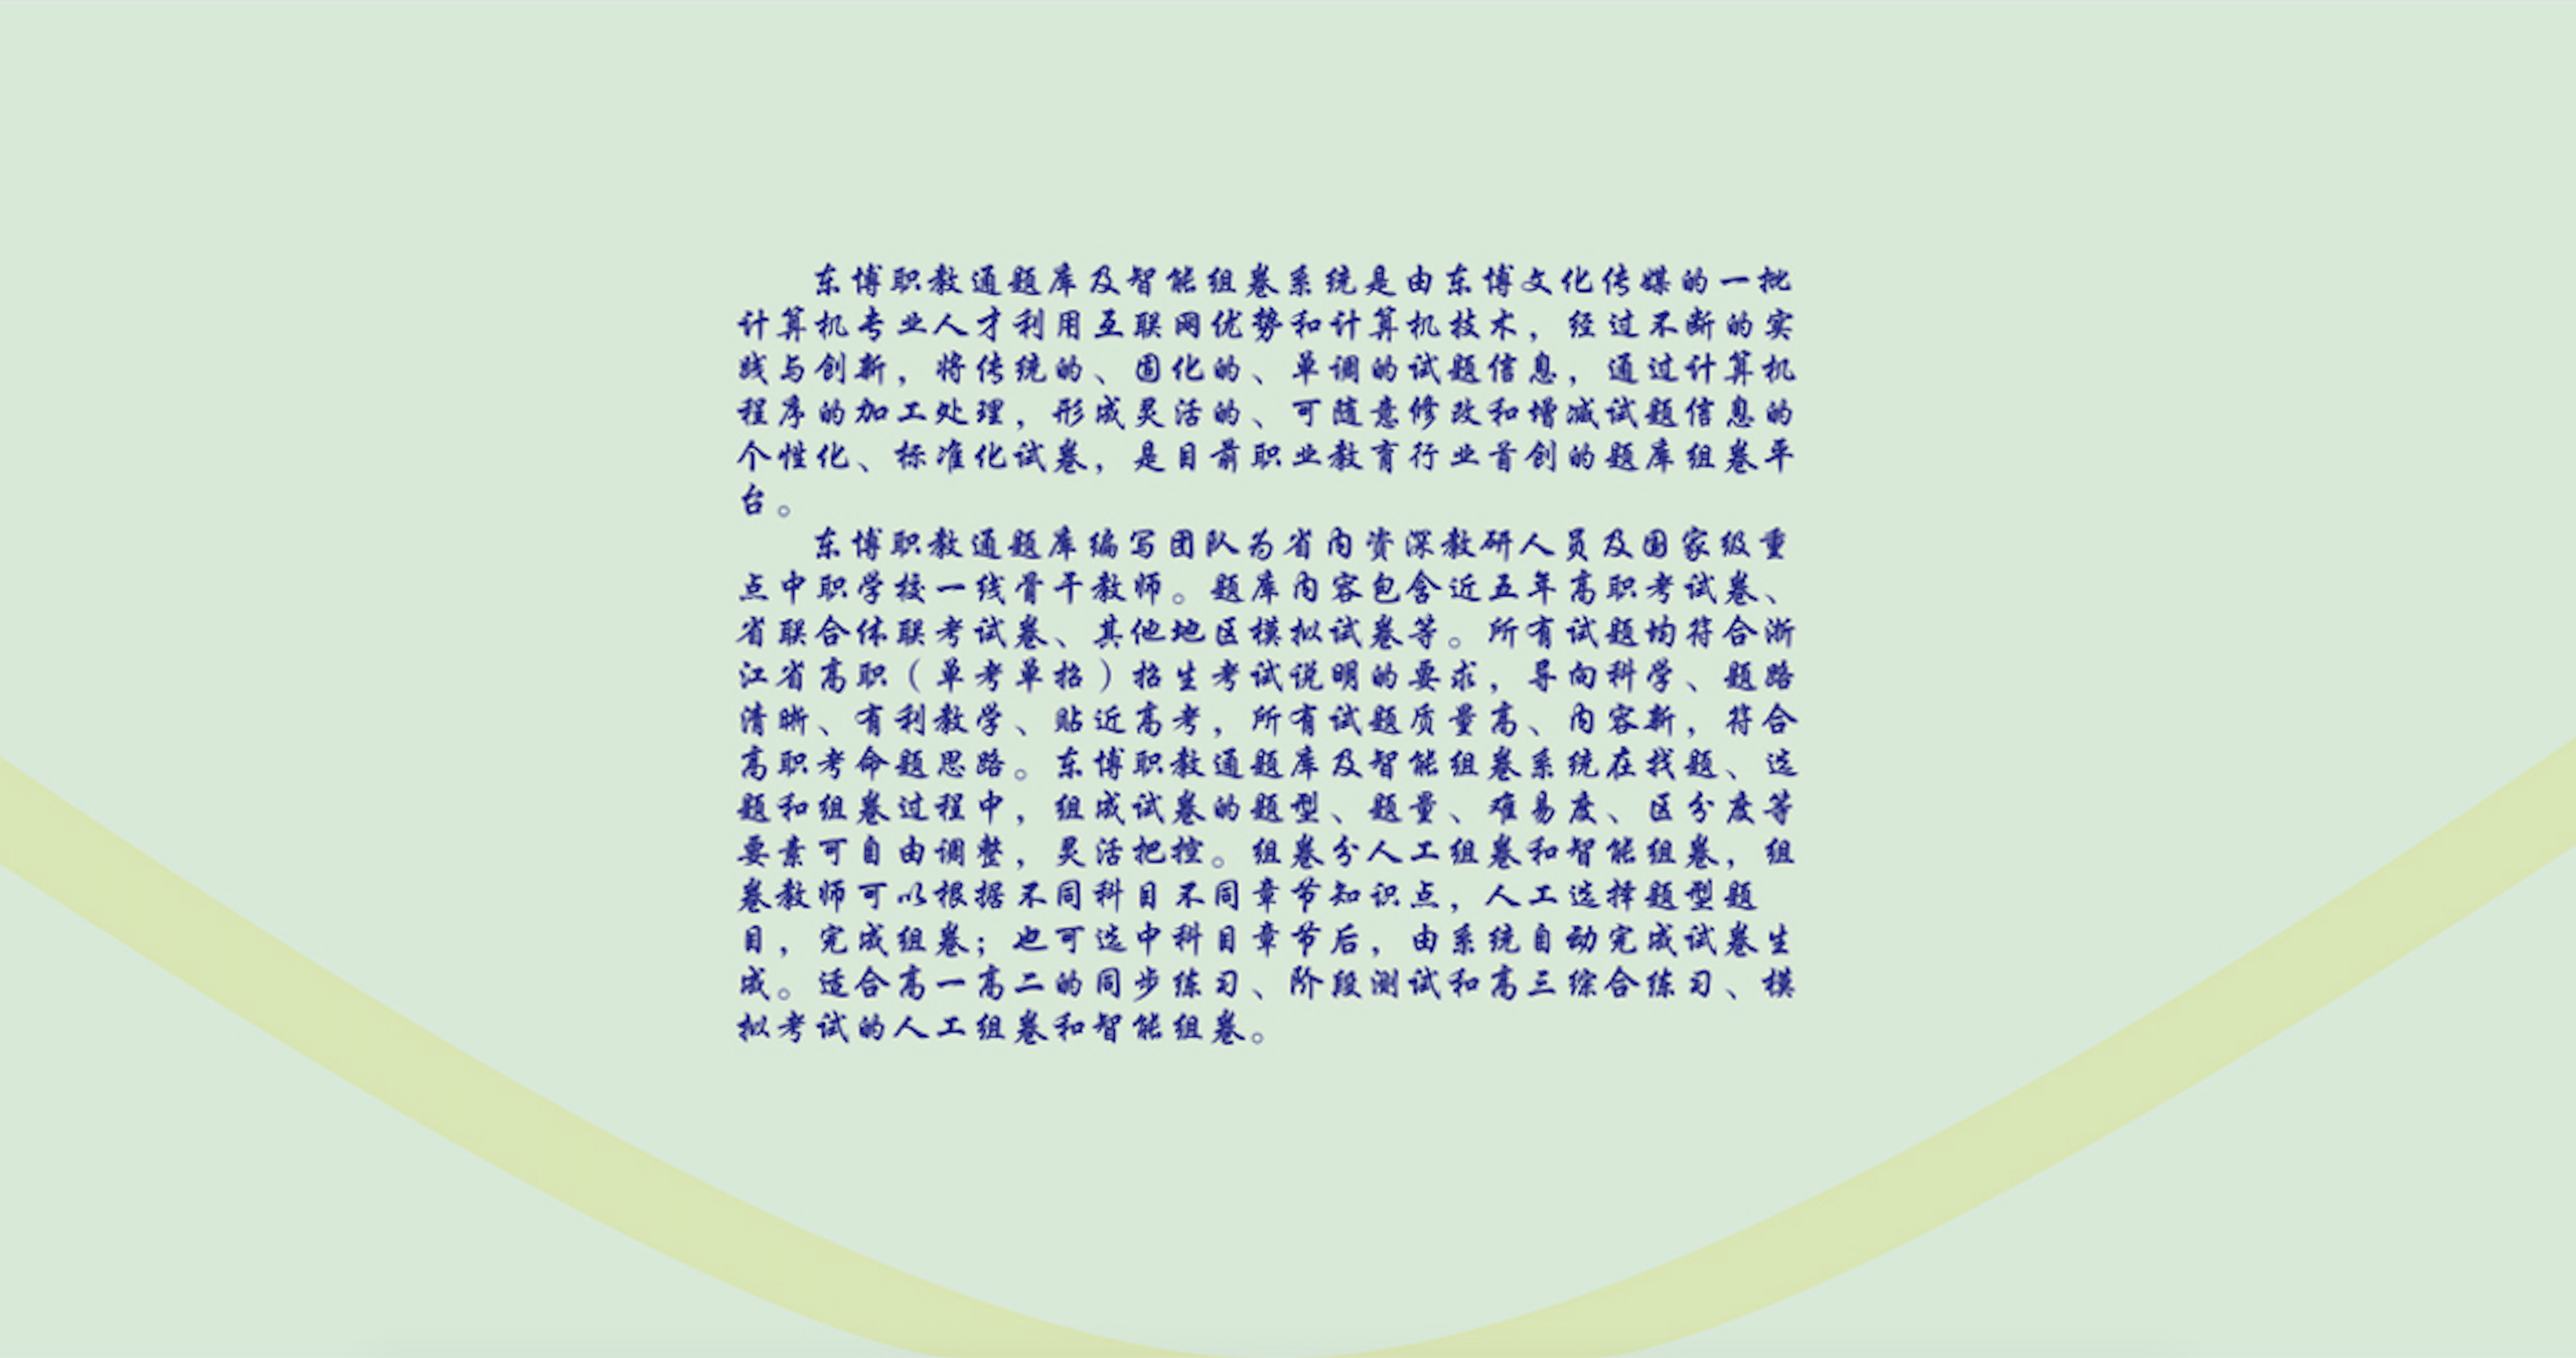 东博职教通题库及智能组卷系统是由东博文化传媒的一批
计算机专业人才利用互联网优势和计算机技术，经过不断的实
践与创新，将传统的、固化的、单调的试题信息，通过计算机
程序的加工处理，形成灵活的、可随意修改和增减试题信息的
个性化、标准化试卷，是目前职业教育行业首创的题库组卷平
台。
东博职教通题库编写团队为省内资深教研人员及国家级重
点中职学校一线骨干教师。题库内容包含近五年高职考试卷、
省联合体联考试卷、其他地区模拟试卷等。所有试题均符合浙
江省高职（单考单招）招生考试说明的要求，导向科学、题路
清晰、有利教学、贴近高考，所有试题质量高、内容新，符合
高职考命题思路。东博职教通题库及智能组卷系统在找题、选
题和组卷过程中，组成试卷的题型、题量、难易度、区分度等
要素可自由调整，灵活把控。组卷分人工组卷和智能组卷，组
卷教师可以根据不同科目不同章节知识点，人工选择题型题
目，完成组卷；也可选中科目章节后，由系统自动完成试卷生
成。适合高一高二的同步练习、阶段测试和高三综合练习、模
拟考试的人工组卷和智能组卷。